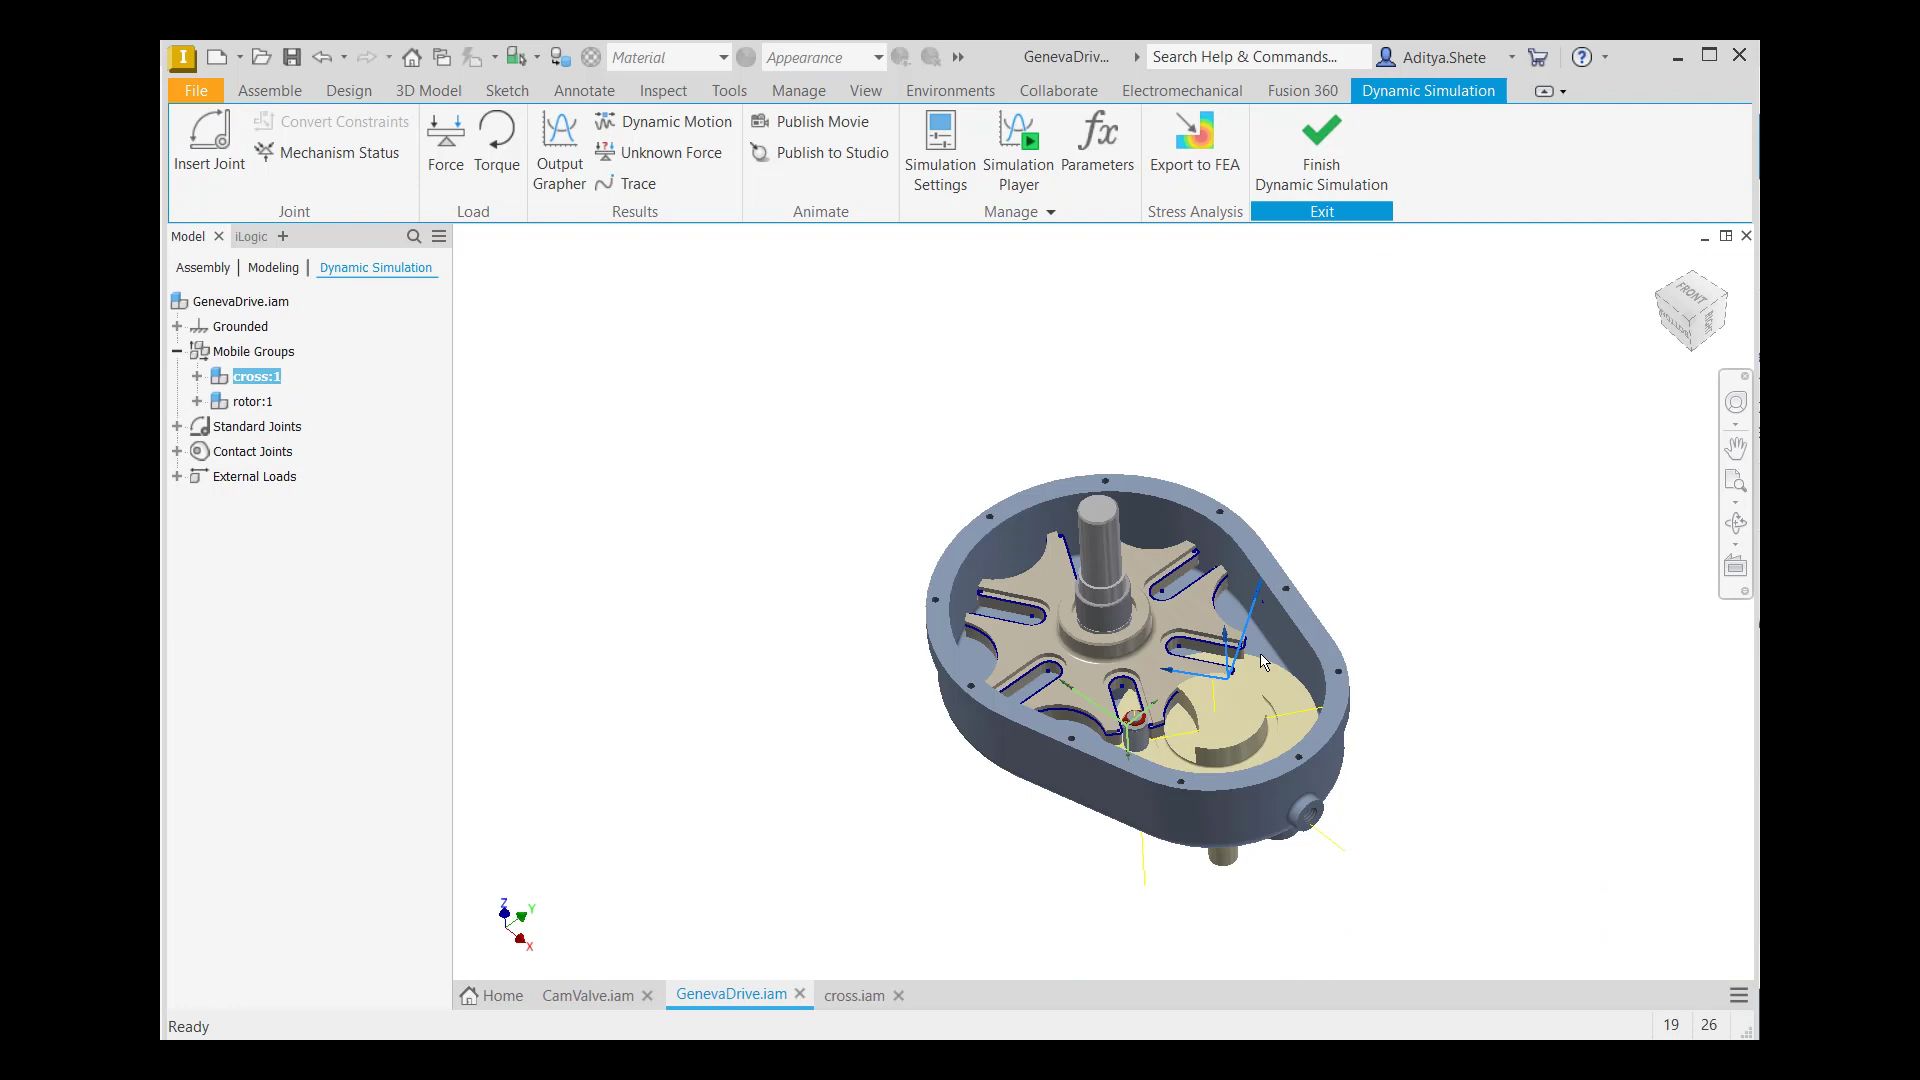 I
Material
Appearance
GenevaDriv...
Search Help & Commands...
Aditya.Shete
File
Assemble
Design
3D Model
Sketch
Annotate
Inspect
Tools
Manage
View
Environments
Collaborate
Electromechanical
Fusion 360
Dynamic Simulation
Insert Joint
Convert Constraints
Mechanism Status
Joint
Force
Torque
Load
Output
Grapher
Dynamic Motion
Unknown Force
Trace
Results
Publish Movie
Publish to Studio
Animate
Simulation
Settings
Simulation
Player
fx
Parameters
Manage
Export to FEA
Stress Analysis
Finish
Dynamic Simulation
Exit
Model
iLogic
Assembly
Modeling
Dynamic Simulation
GenevaDrive.iam
Grounded
Mobile Groups
cross:1
rotor:1
Standard Joints
Contact Joints
External Loads
FRONT
BOTTOM
RIGHT
Z
Y
X
Home
CamValve.iam
GenevaDrive.iam
cross.iam
Ready
19
26